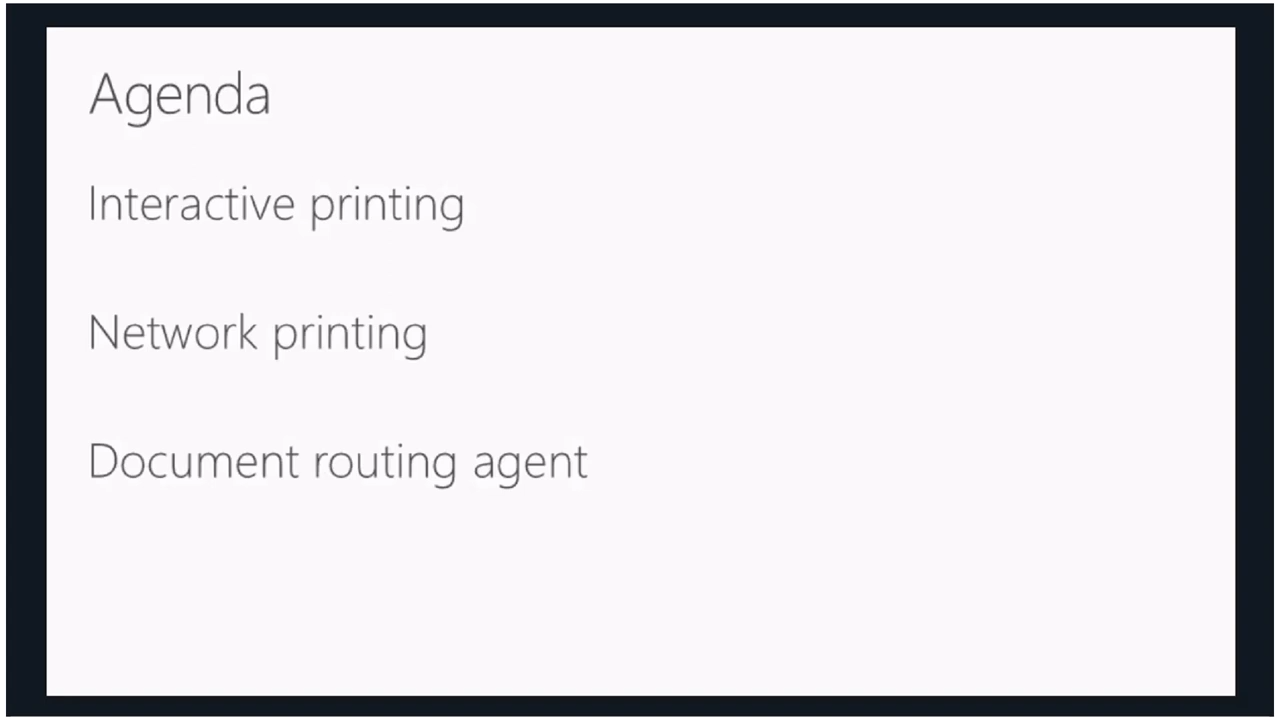 Agenda
Interactive printing
Network printing
Document routing agent